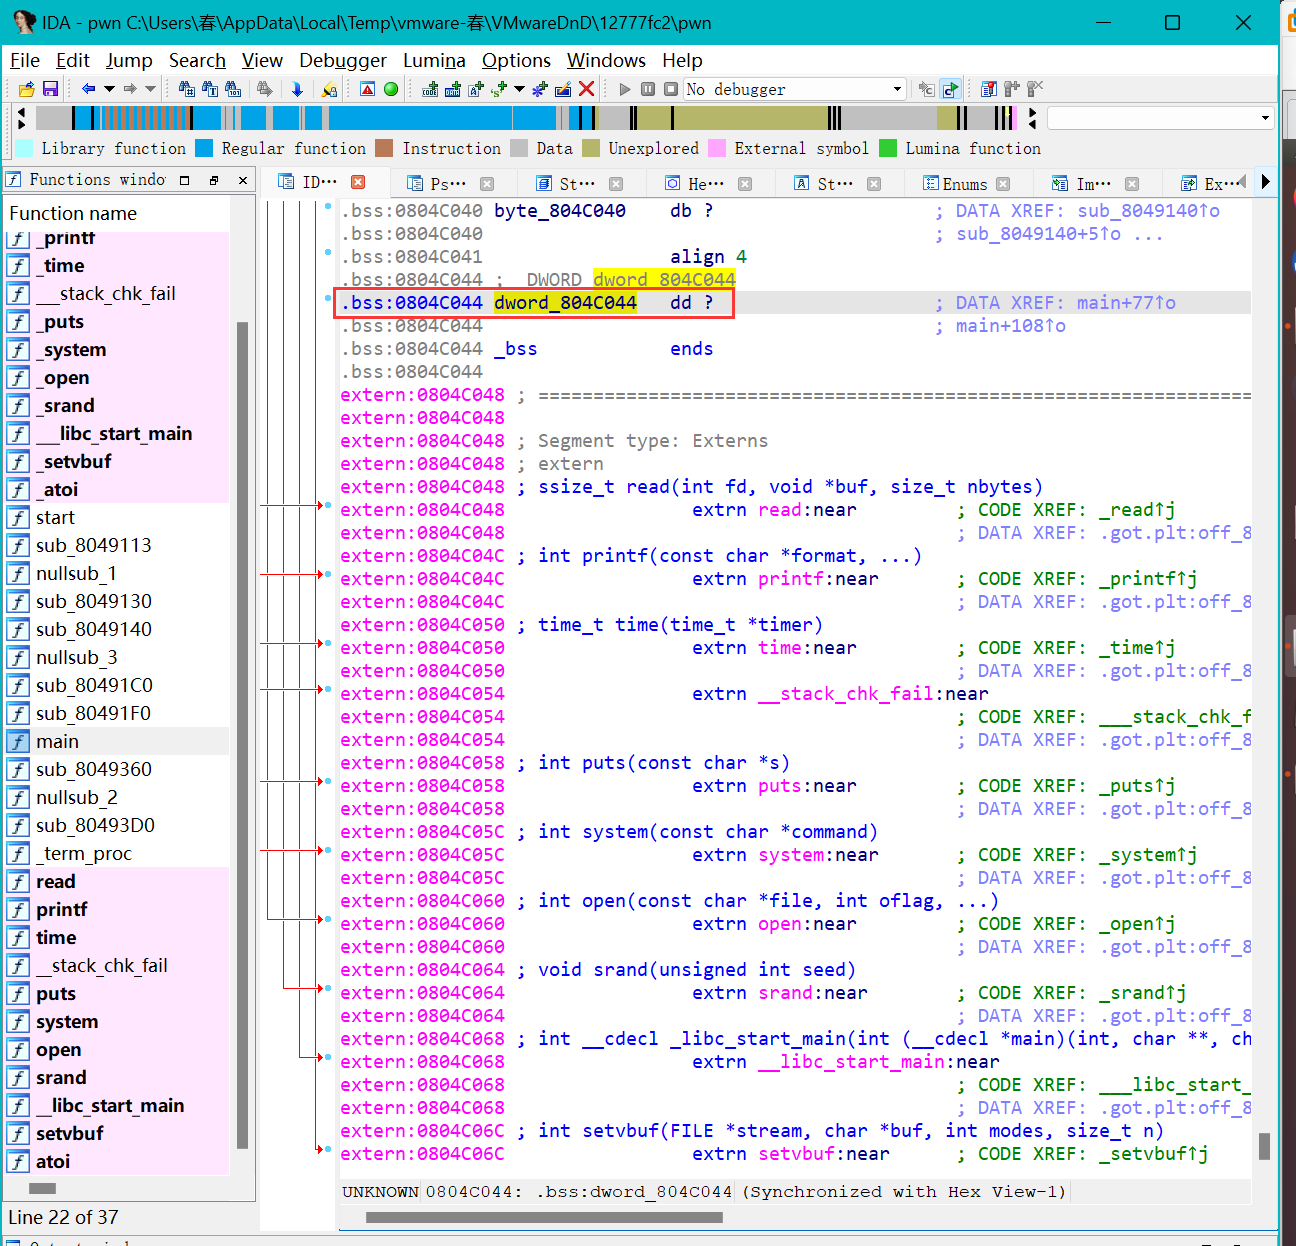 IDA - pwn C:\Users\春\AppData\Local\Temp\vmware-春\VMwareDnD\12777fc2\pwn
File Edit Jump Search View Debugger Lumina Options Windows Help
No debugger
Library function Regular function Instruction Data Unexplored External symbol Lumina function
Functions windo
ID··· Ps··· St··· He··· St··· Enums Im··· Ex···
Function name
_printf
_time
___stack_chk_fail
_puts
_system
_open
_srand
___libc_start_main
_setvbuf
_atoi
start
sub_8049113
nullsub_1
sub_8049130
sub_8049140
nullsub_3
sub_80491C0
sub_80491F0
main
sub_8049360
nullsub_2
sub_80493D0
_term_proc
read
printf
time
__stack_chk_fail
puts
system
open
srand
__libc_start_main
setvbuf
atoi
Line 22 of 37
.bss:0804C040 byte_804C040 db ? ; DATA XREF: sub_8049140↑o
.bss:0804C040 ; sub_8049140+5↑o ...
.bss:0804C041 align 4
.bss:0804C044 ; _DWORD dword_804C044
.bss:0804C044 dword_804C044 dd ? ; DATA XREF: main+77↑o
.bss:0804C044 ; main+108↑o
.bss:0804C044 _bss ends
.bss:0804C044
extern:0804C048 ; =================================================================
extern:0804C048
extern:0804C048 ; Segment type: Externs
extern:0804C048 ; extern
extern:0804C048 ; ssize_t read(int fd, void *buf, size_t nbytes)
extern:0804C048 extrn read:near ; CODE XREF: _read↑j
extern:0804C048 ; DATA XREF: .got.plt:off_8
extern:0804C04C ; int printf(const char *format, ...)
extern:0804C04C extrn printf:near ; CODE XREF: _printf↑j
extern:0804C04C ; DATA XREF: .got.plt:off_8
extern:0804C050 ; time_t time(time_t *timer)
extern:0804C050 extrn time:near ; CODE XREF: _time↑j
extern:0804C050 ; DATA XREF: .got.plt:off_8
extern:0804C054 extrn __stack_chk_fail:near
extern:0804C054 ; CODE XREF: ___stack_chk_f
extern:0804C054 ; DATA XREF: .got.plt:off_8
extern:0804C058 ; int puts(const char *s)
extern:0804C058 extrn puts:near ; CODE XREF: _puts↑j
extern:0804C058 ; DATA XREF: .got.plt:off_8
extern:0804C05C ; int system(const char *command)
extern:0804C05C extrn system:near ; CODE XREF: _system↑j
extern:0804C05C ; DATA XREF: .got.plt:off_8
extern:0804C060 ; int open(const char *file, int oflag, ...)
extern:0804C060 extrn open:near ; CODE XREF: _open↑j
extern:0804C060 ; DATA XREF: .got.plt:off_8
extern:0804C064 ; void srand(unsigned int seed)
extern:0804C064 extrn srand:near ; CODE XREF: _srand↑j
extern:0804C064 ; DATA XREF: .got.plt:off_8
extern:0804C068 ; int __cdecl _libc_start_main(int (__cdecl *main)(int, char **, ch
extern:0804C068 extrn __libc_start_main:near
extern:0804C068 ; CODE XREF: ___libc_start_
extern:0804C068 ; DATA XREF: .got.plt:off_8
extern:0804C06C ; int setvbuf(FILE *stream, char *buf, int modes, size_t n)
extern:0804C06C extrn setvbuf:near ; CODE XREF: _setvbuf↑j
UNKNOWN 0804C044: .bss:dword_804C044 (Synchronized with Hex View-1)